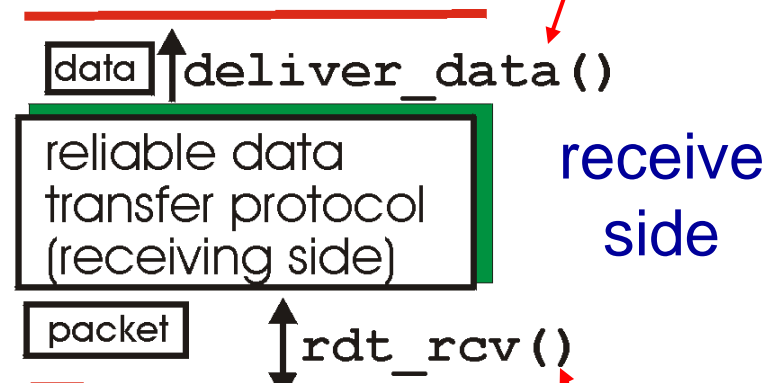 data deliver_data()
reliable data
transfer protocol
(receiving side)
receive
side
packet rdt_rcv()